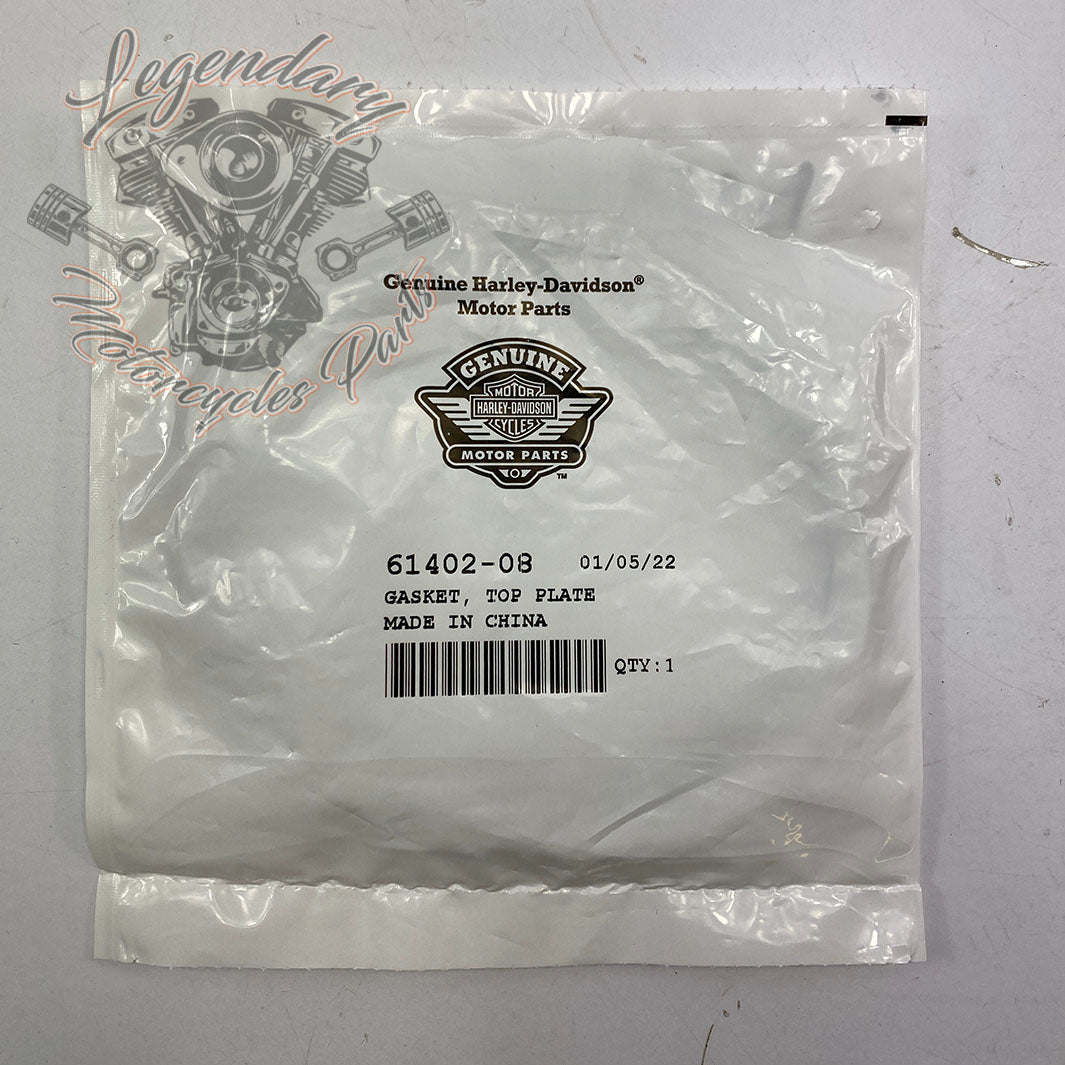 Legendary
Motorcycles Parts
Genuine Harley-Davidson®
Motor Parts
GENUINE
MOTOR
HARLEY-DAVIDSON
CYCLES
MOTOR PARTS
TM
61402-08 01/05/22
GASKET, TOP PLATE
MADE IN CHINA
QTY:1